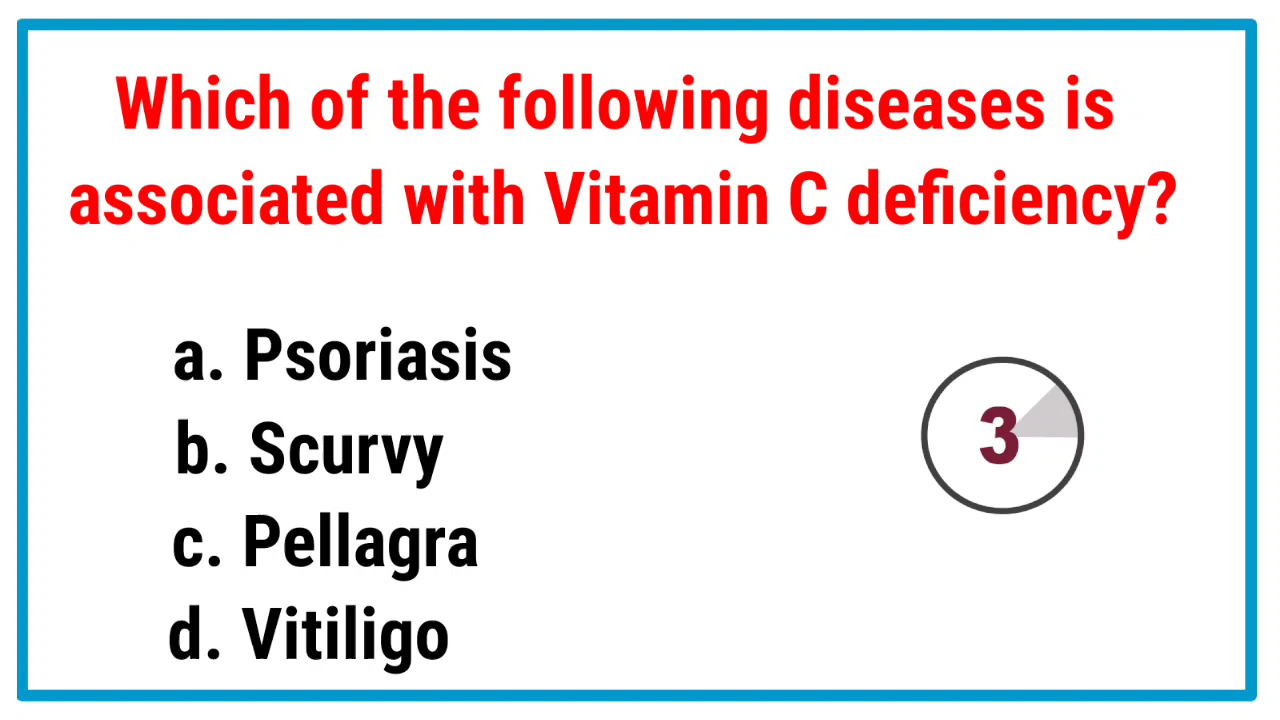 Which of the following diseases is
associated with Vitamin C deficiency?
a. Psoriasis
b. Scurvy
3
c. Pellagra
d. Vitiligo